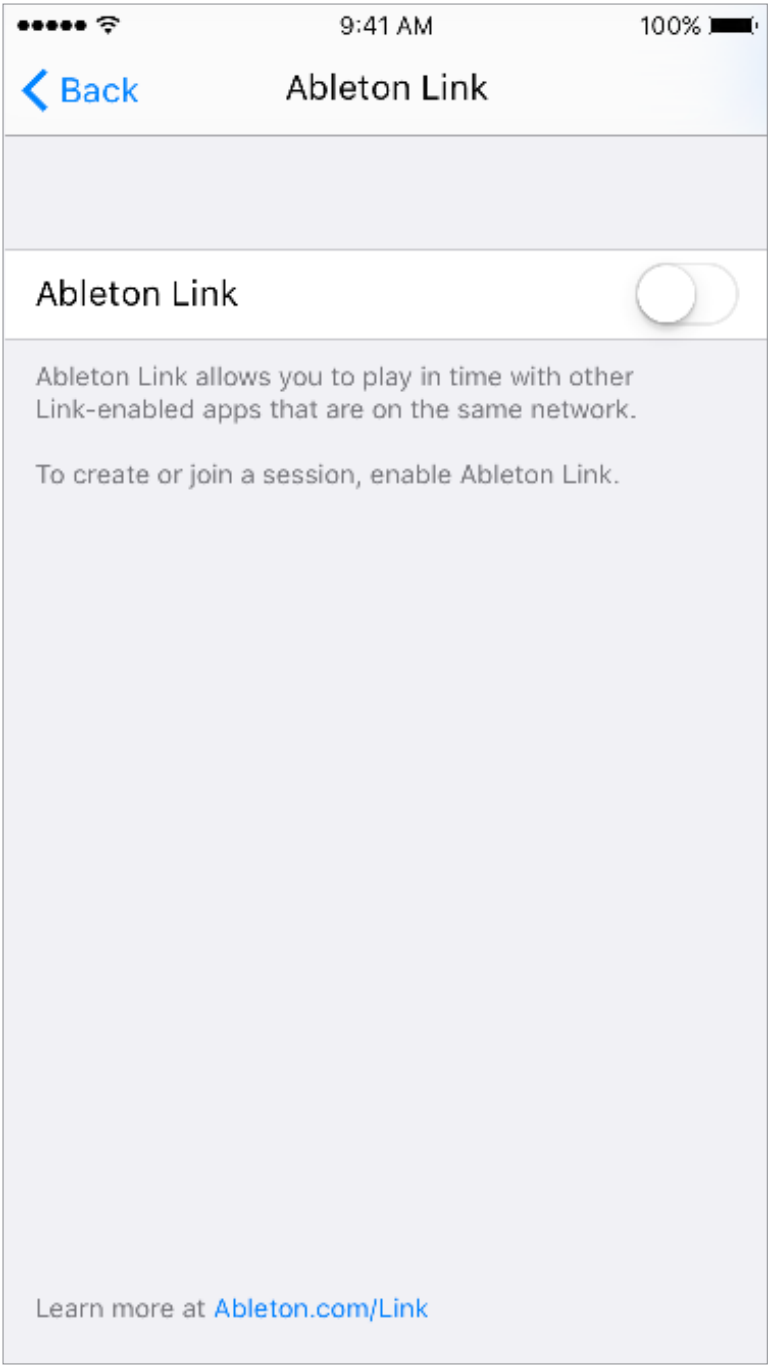 9:41 AM
100%
Back
Ableton Link
Ableton Link
Ableton Link allows you to play in time with other
Link-enabled apps that are on the same network.
To create or join a session, enable Ableton Link.
Learn more at Ableton.com/Link